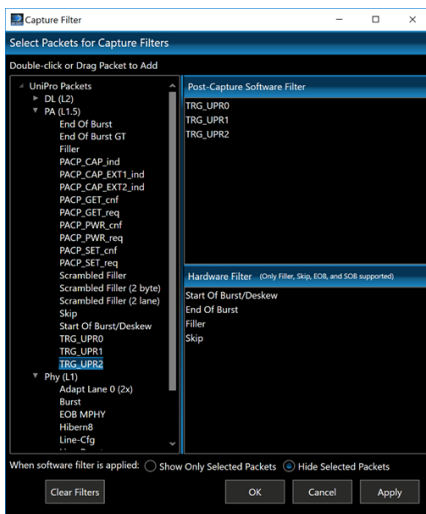 Capture Filter
Select Packets for Capture Filters
Double-click or Drag Packet to Add
UniPro Packets
DL (L2)
PA (L1.5)
End Of Burst
End Of Burst GT
Filler
PACP_CAP_ind
PACP_CAP_EXT1_ind
PACP_CAP_EXT2_ind
PACP_GET_cnf
PACP_GET_req
PACP_PWR_cnf
PACP_PWR_req
PACP_SET_cnf
PACP_SET_req
Scrambled Filler
Scrambled Filler (2 byte)
Scrambled Filler (2 lane)
Skip
Start Of Burst/Deskew
TRG_UPR0
TRG_UPR1
TRG_UPR2
Phy (L1)
Adapt Lane 0 (2x)
Burst
EOB MPHY
Hibern8
Line-Cfg
Post-Capture Software Filter
TRG_UPR0
TRG_UPR1
TRG_UPR2
Hardware Filter (Only Filler, Skip, EOB, and SOB supported)
Start Of Burst/Deskew
End Of Burst
Filler
Skip
When software filter is applied: Show Only Selected Packets Hide Selected Packets
Clear Filters OK Cancel Apply